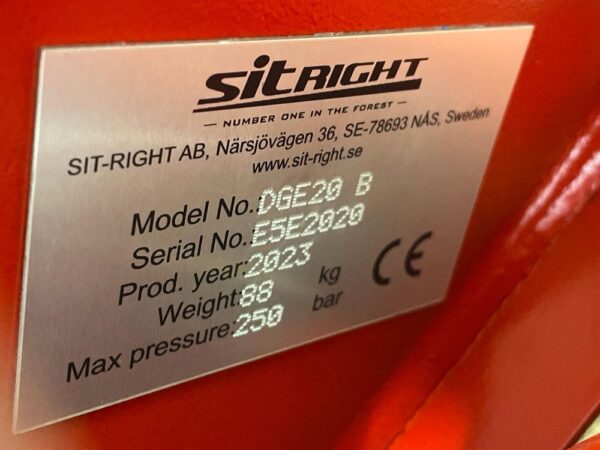 sitRIGHT
— NUMBER ONE IN THE FOREST —
SIT-RIGHT AB, Närsjövägen 36, SE-78693 NÅS, Sweden
www.sit-right.se
Model No.:DGE20 B
Serial No.:E5E2020
Prod. year:2023
Weight:88 kg
Max pressure:250 bar
CE